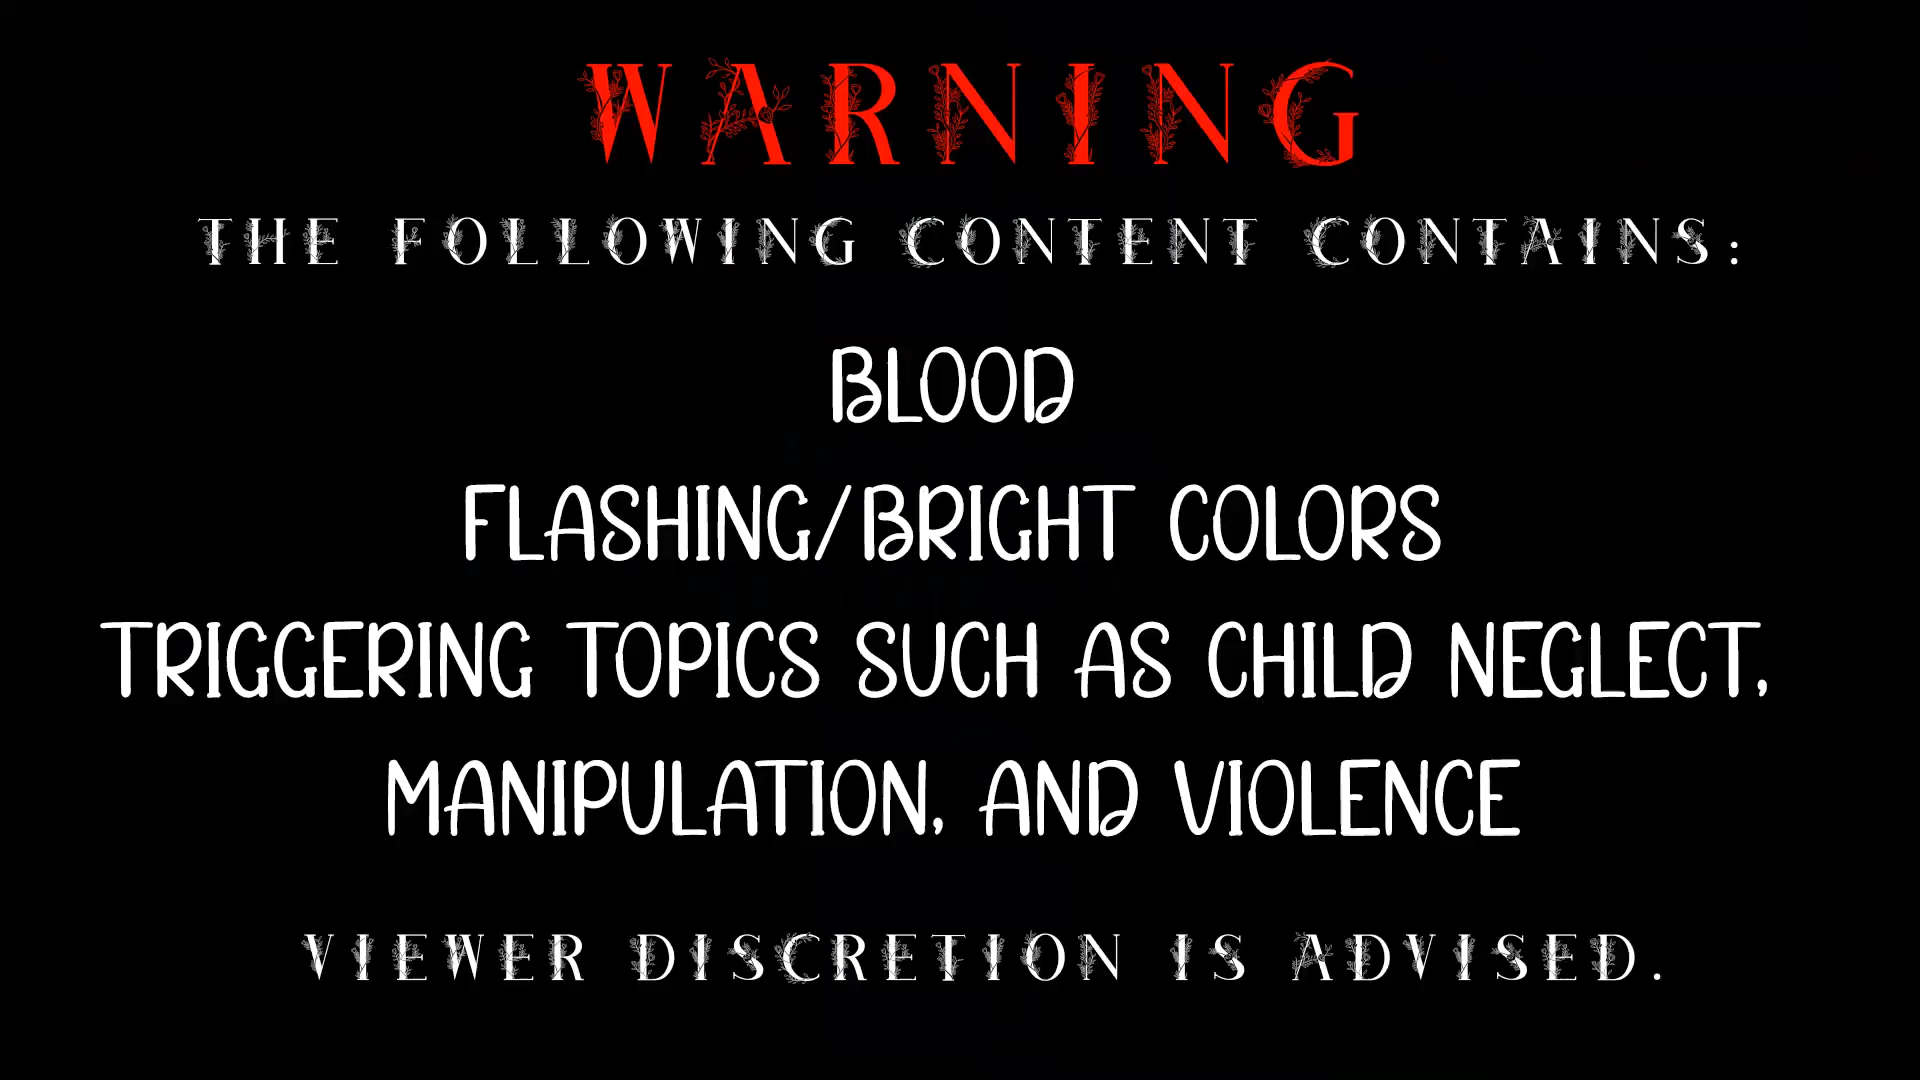 WARNING
THE FOLLOWING CONTENT CONTAINS:
BLOOD
FLASHING/BRIGHT COLORS
TRIGGERING TOPICS SUCH AS CHILD NEGLECT,
MANIPULATION, AND VIOLENCE
VIEWER DISCRETION IS ADVISED.